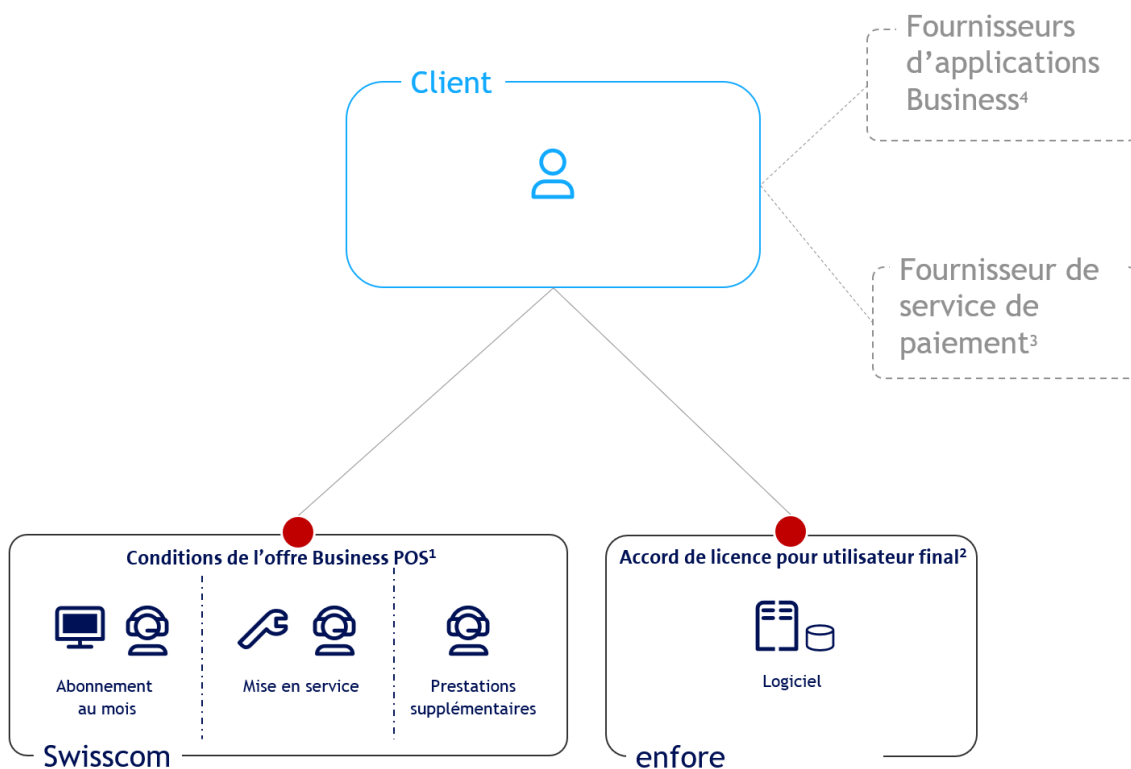 Fournisseurs
d’applications
Business⁴
Client
Fournisseur de
service de
paiement³
Conditions de l’offre Business POS¹
Abonnement
au mois
Mise en service
Prestations
supplémentaires
Swisscom
Accord de licence pour utilisateur final²
Logiciel
enfore